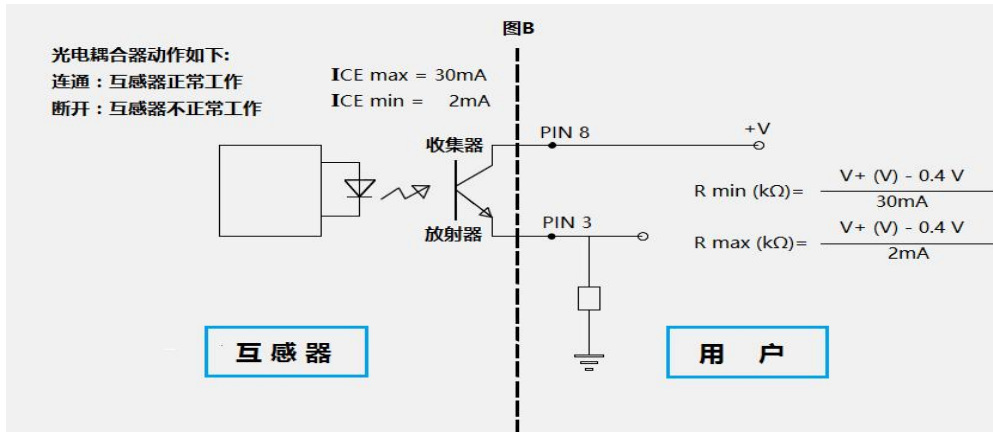 图B
光电耦合器动作如下:
连通：互感器正常工作
断开：互感器不正常工作
ICE max = 30mA
ICE min = 2mA
收集器
PIN 8
+V
放射器
PIN 3
R min (kΩ)= V+ (V) - 0.4 V
30mA
R max (kΩ)= V+ (V) - 0.4 V
2mA
互感器
用 户